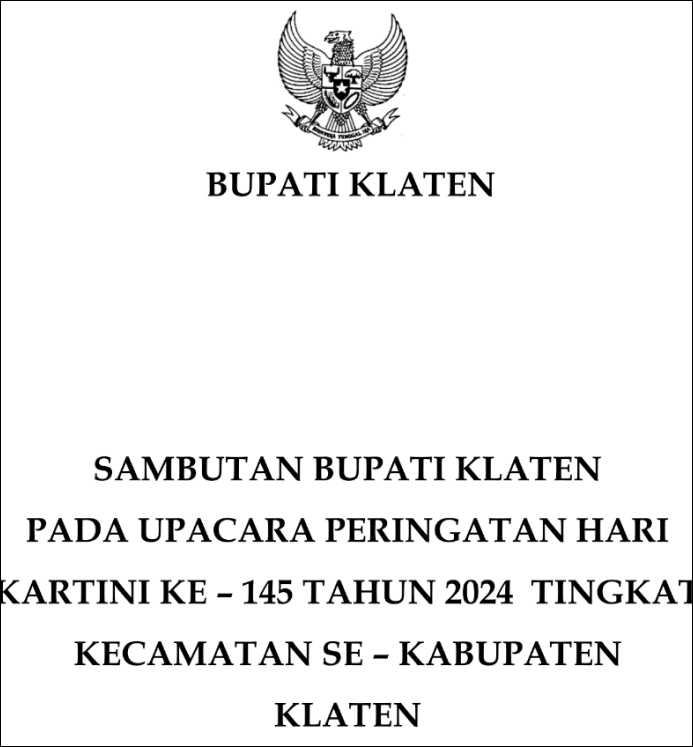 BHINNEKA TUNGGAL IKA
BUPATI KLATEN
SAMBUTAN BUPATI KLATEN
PADA UPACARA PERINGATAN HARI
KARTINI KE – 145 TAHUN 2024 TINGKAT
KECAMATAN SE – KABUPATEN
KLATEN